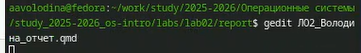 aavolodina@fedora:~/work/study/2025-2026/Операционные системы
/study_2025-2026_os-intro/labs/lab02/report$ gedit Л02_Володи
на_отчет.qmd